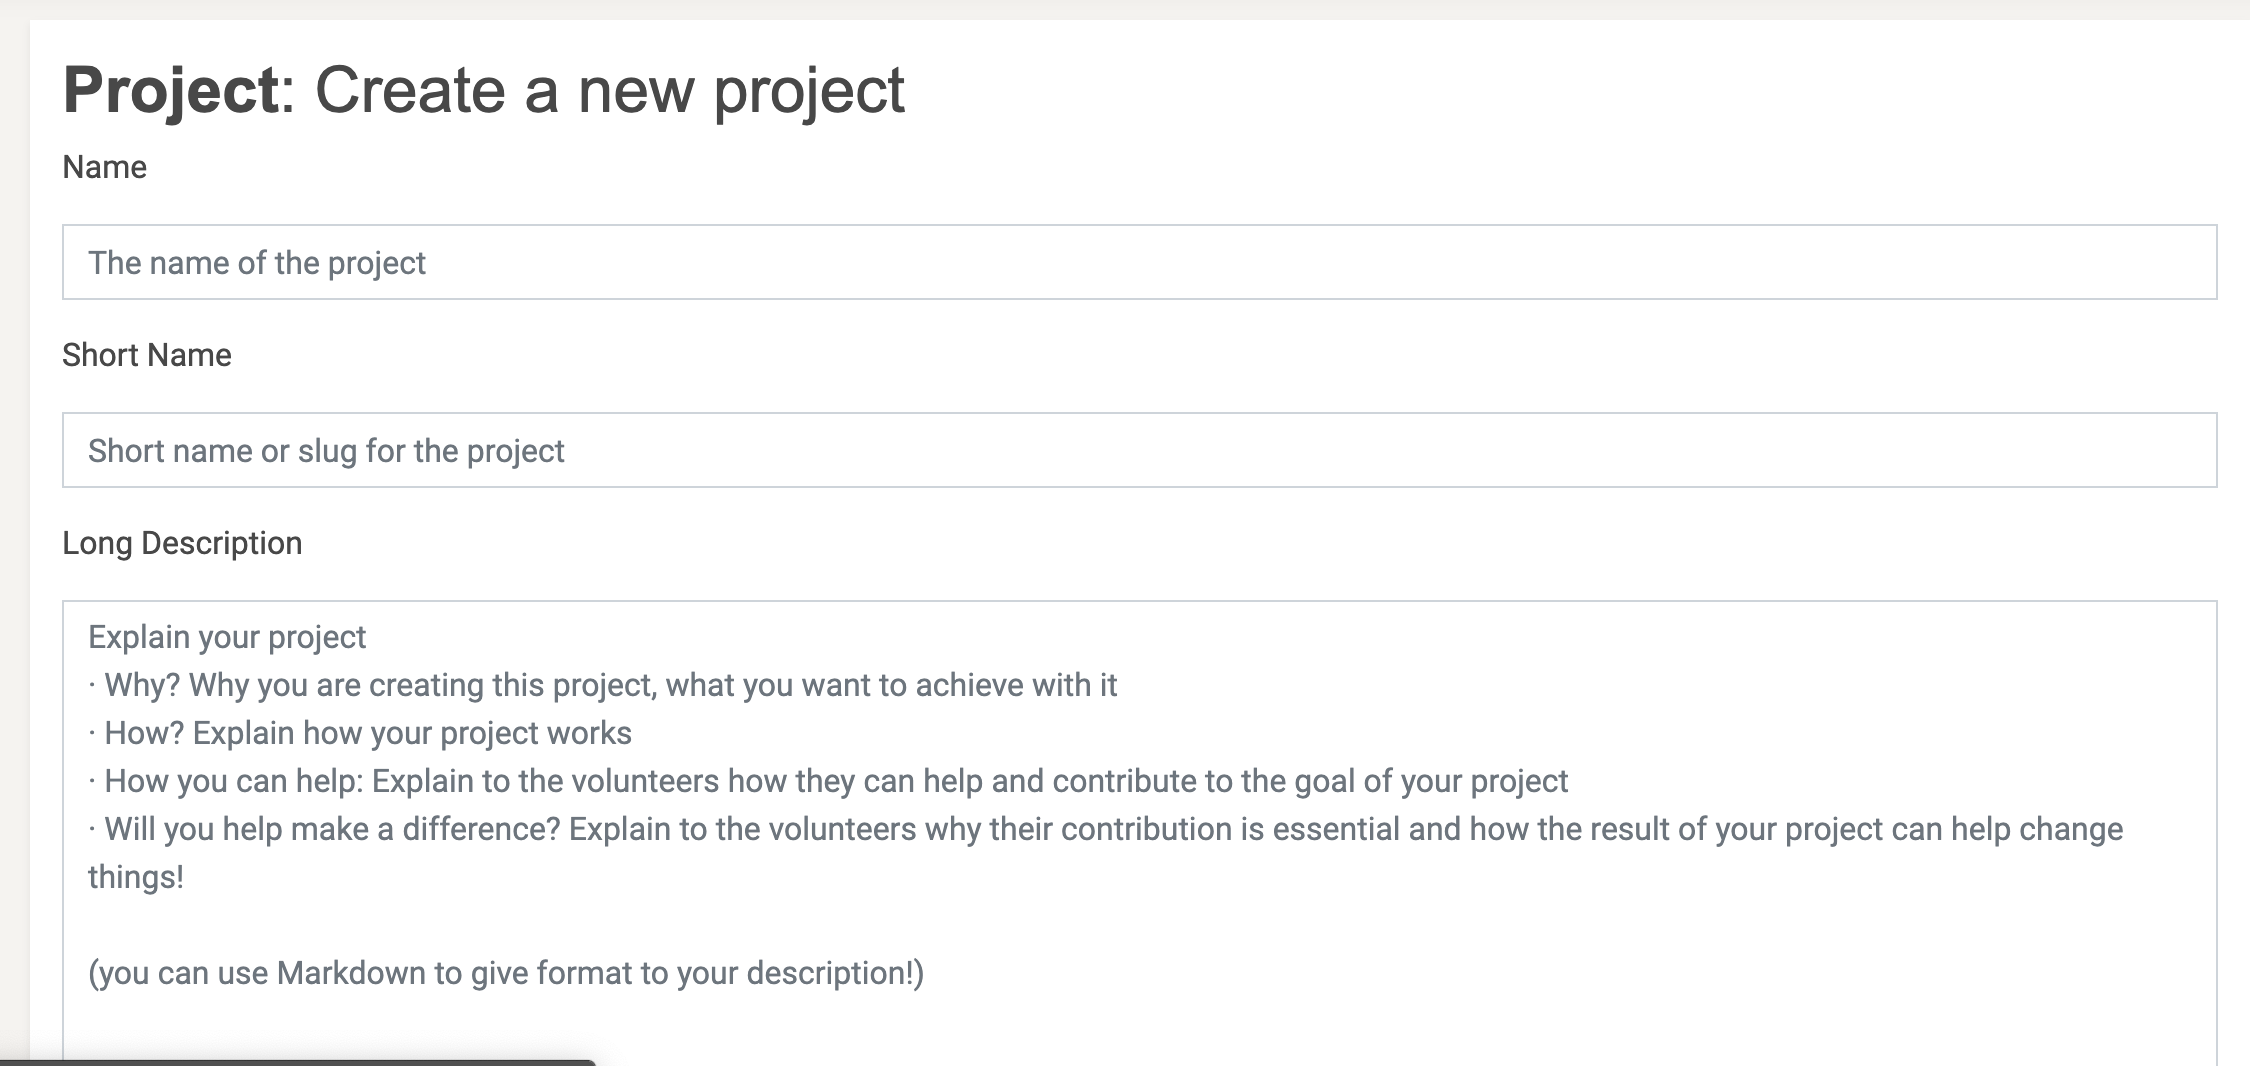 Project: Create a new project
Name
The name of the project
Short Name
Short name or slug for the project
Long Description
Explain your project
· Why? Why you are creating this project, what you want to achieve with it
· How? Explain how your project works
· How you can help: Explain to the volunteers how they can help and contribute to the goal of your project
· Will you help make a difference? Explain to the volunteers why their contribution is essential and how the result of your project can help change
things!
(you can use Markdown to give format to your description!)